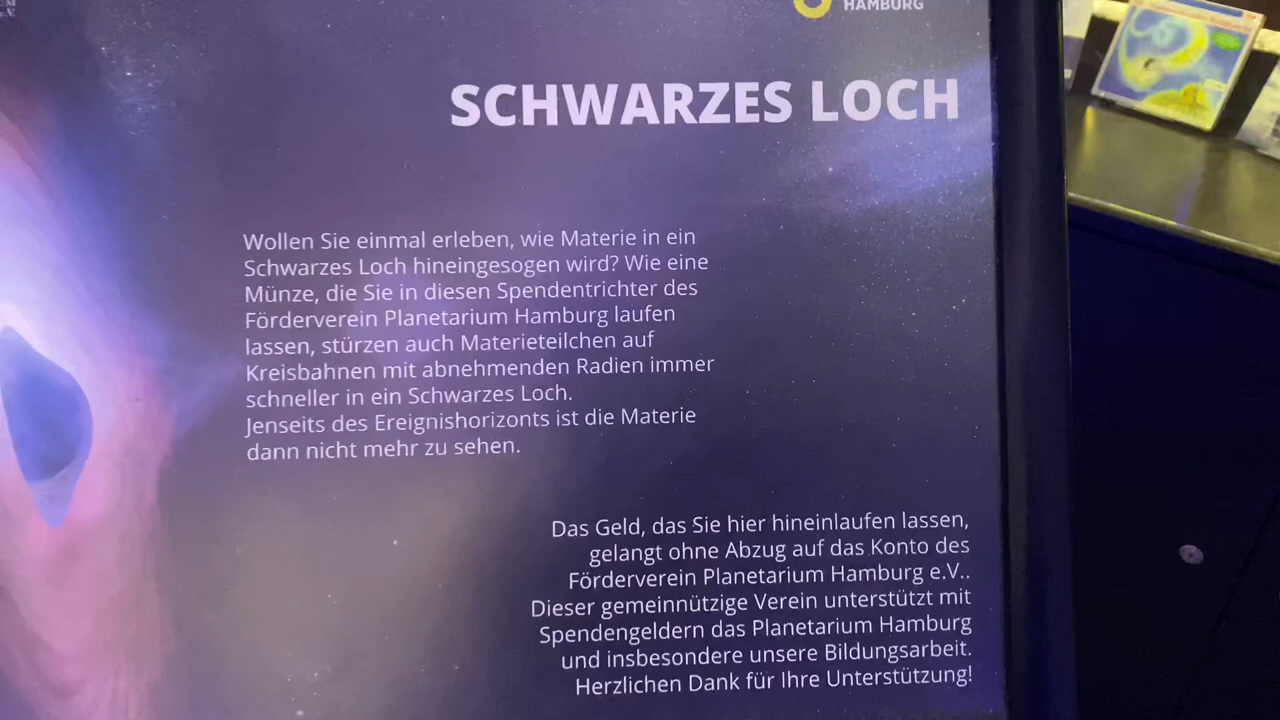 HAMBURG
SCHWARZES LOCH
Wollen Sie einmal erleben, wie Materie in ein
Schwarzes Loch hineingesogen wird? Wie eine
Münze, die Sie in diesen Spendentrichter des
Förderverein Planetarium Hamburg laufen
lassen, stürzen auch Materieteilchen auf
Kreisbahnen mit abnehmenden Radien immer
schneller in ein Schwarzes Loch.
Jenseits des Ereignishorizonts ist die Materie
dann nicht mehr zu sehen.
Das Geld, das Sie hier hineinlaufen lassen,
gelangt ohne Abzug auf das Konto des
Förderverein Planetarium Hamburg e.V..
Dieser gemeinnützige Verein unterstützt mit
Spendengeldern das Planetarium Hamburg
und insbesondere unsere Bildungsarbeit.
Herzlichen Dank für Ihre Unterstützung!